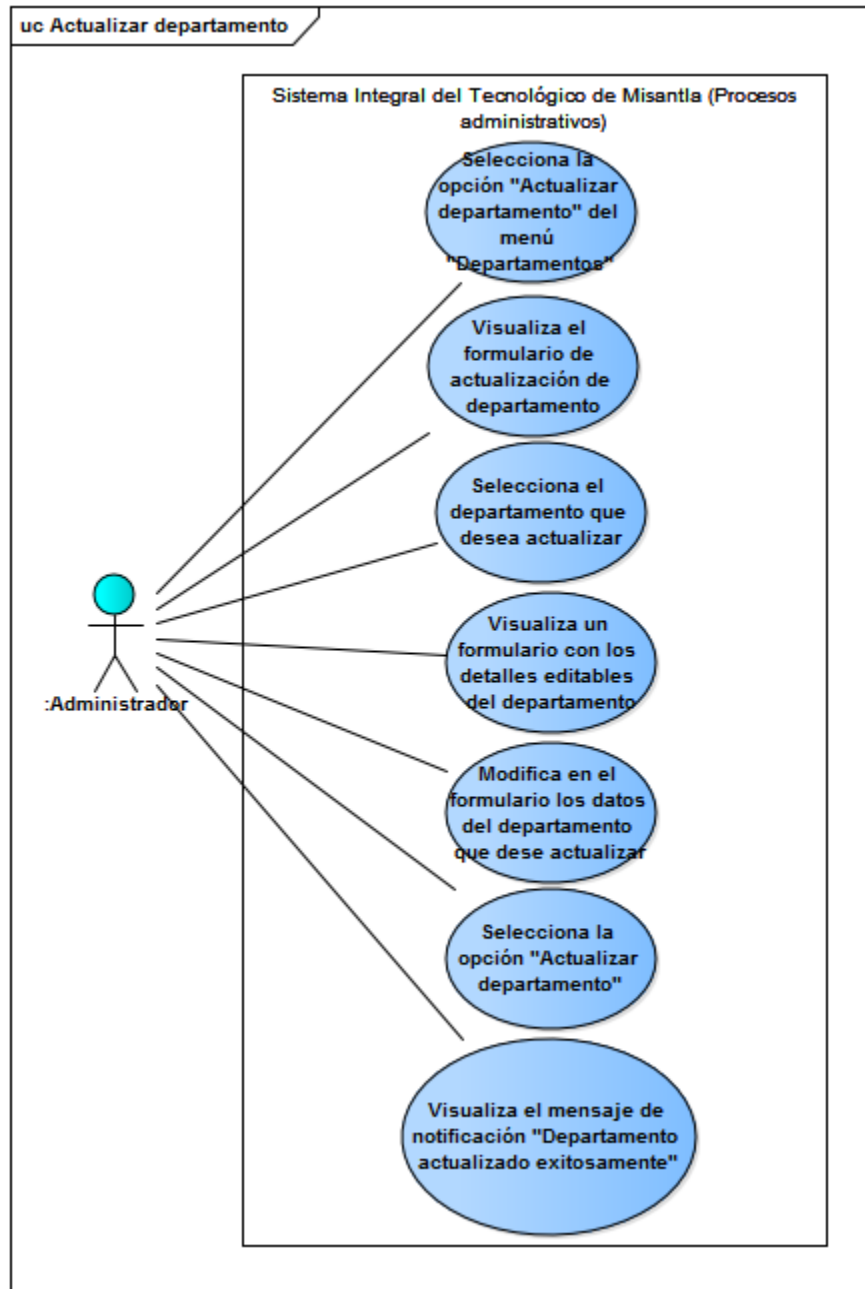 uc Actualizar departamento
Sistema Integral del Tecnológico de Misantla (Procesos
administrativos)
Selecciona la
opción "Actualizar
departamento" del
menú
"Departamentos"
Visualiza el
formulario de
actualización de
departamento
Selecciona el
departamento que
desea actualizar
Visualiza un
formulario con los
detalles editables
del departamento
:Administrador
Modifica en el
formulario los datos
del departamento
que dese actualizar
Selecciona la
opción "Actualizar
departamento"
Visualiza el mensaje de
notificación "Departamento
actualizado exitosamente"